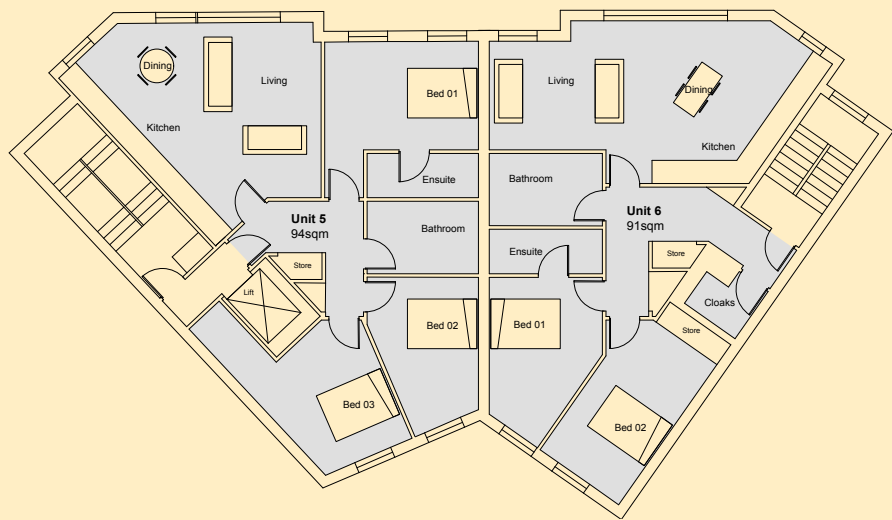 Dining
Living
Kitchen
Bed 01
Ensuite
Unit 5
94sqm
Bathroom
Store
Lift
Bed 02
Bed 03
Living
Dining
Kitchen
Bathroom
Unit 6
91sqm
Ensuite
Store
Cloaks
Bed 01
Store
Bed 02